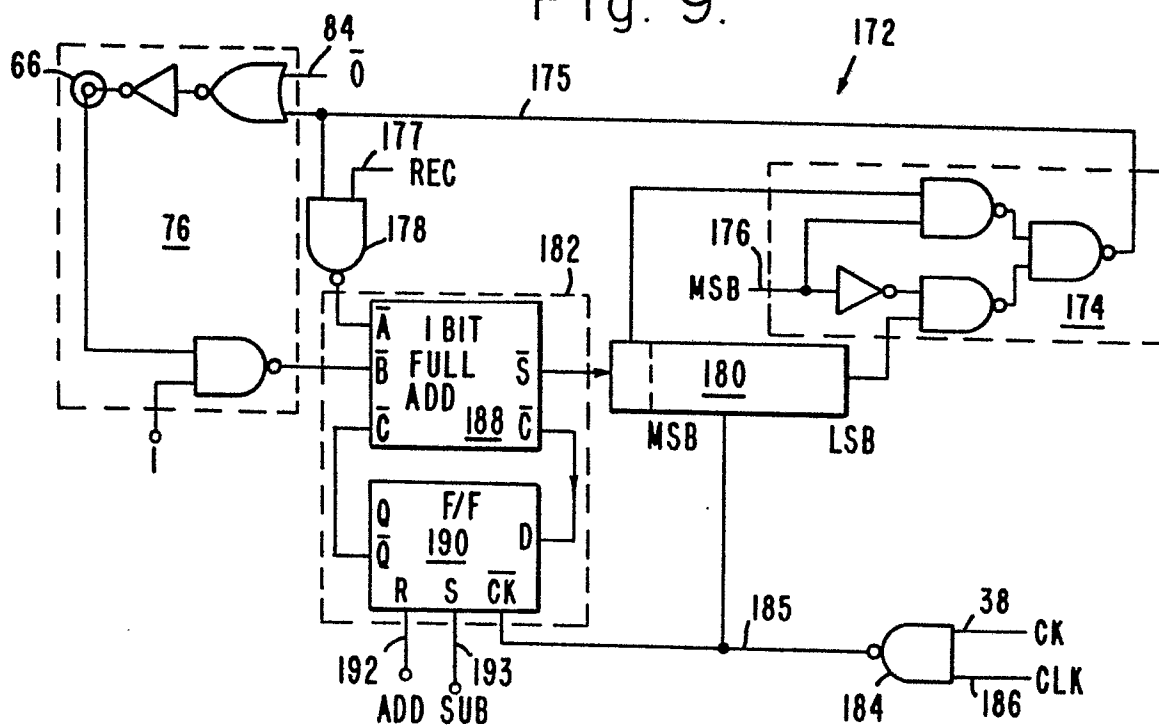 Fig. 9.
172
66
84
O̅
175
177
REC
76
178
176
MSB
174
182
A̅
1 BIT
FULL
ADD
B̅
S̅
188
C̅
C̅
180
MSB
LSB
I
Q
F/F
Q̅
190
D
R
S
C̅K̅
192
193
ADD
SUB
185
38
CK
184
186
CLK